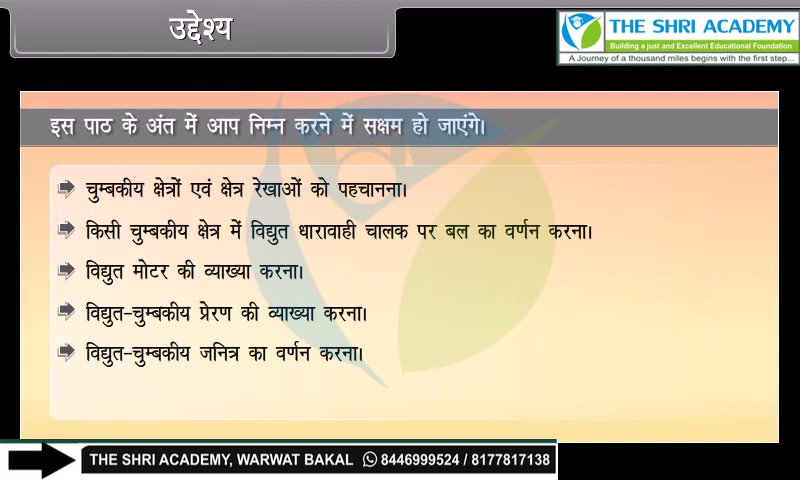 उद्देश्य
THE SHRI ACADEMY
Building a just and Excellent Educational Foundation
A Journey of a thousand miles begins with the first step...
इस पाठ के अंत में आप निम्न करने में सक्षम हो जाएंगे।
चुम्बकीय क्षेत्रों एवं क्षेत्र रेखाओं को पहचानना।
किसी चुम्बकीय क्षेत्र में विद्युत धारावाही चालक पर बल का वर्णन करना।
विद्युत मोटर की व्याख्या करना।
विद्युत-चुम्बकीय प्रेरण की व्याख्या करना।
विद्युत-चुम्बकीय जनित्र का वर्णन करना।
THE SHRI ACADEMY, WARWAT BAKAL 8446999524 / 8177817138